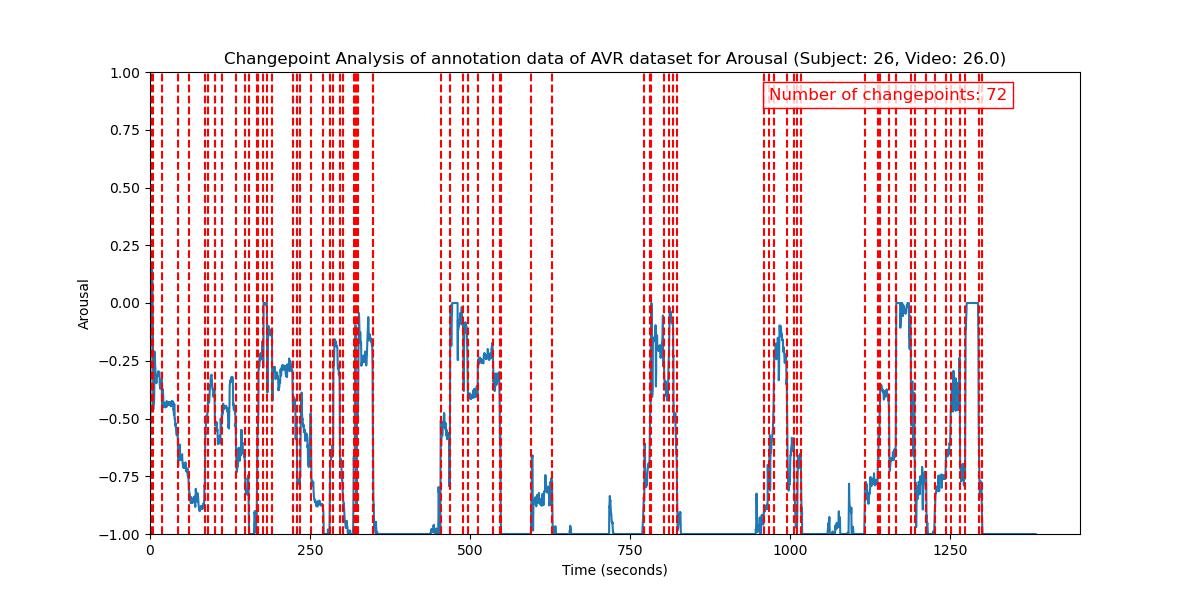 Changepoint Analysis of annotation data of AVR dataset for Arousal (Subject: 26, Video: 26.0)
Number of changepoints: 72
Arousal
1.00
0.75
0.50
0.25
0.00
−0.25
−0.50
−0.75
−1.00
0 250 500 750 1000 1250
Time (seconds)